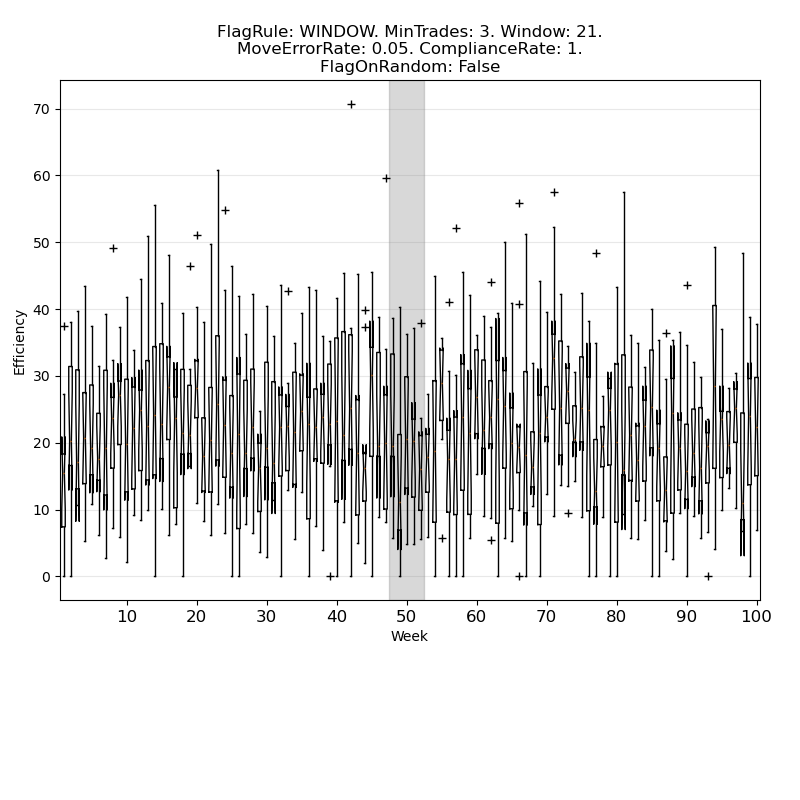 FlagRule: WINDOW. MinTrades: 3. Window: 21.
MoveErrorRate: 0.05. ComplianceRate: 1.
FlagOnRandom: False
70
60
50
40
30
20
10
0
Efficiency
10 20 30 40 50 60 70 80 90 100
Week